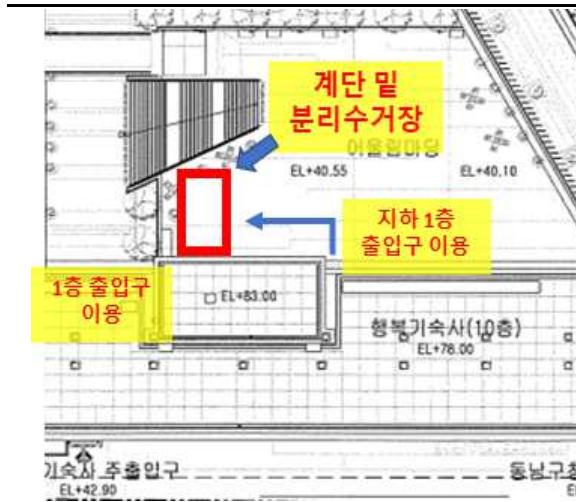 계단 밑
분리수거장
어울림마당
EL+40.55
EL+40.10
지하 1층
출입구 이용
1층 출입구
이용
EL+83.00
행복기숙사(10층)
EL+78.00
기숙사 주출입구
EL+42.90
동남구청